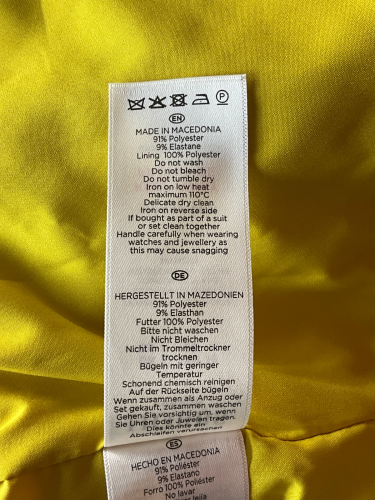 P
EN
MADE IN MACEDONIA
91% Polyester
9% Elastane
Lining 100% Polyester
Do not wash
Do not bleach
Do not tumble dry
Iron on low heat
maximum 110°C
Delicate dry clean
Iron on reverse side
If bought as part of a suit
or set clean together
Handle carefully when wearing
watches and jewellery as
this may cause snagging
DE
HERGESTELLT IN MAZEDONIEN
91% Polyester
9% Elasthan
Futter 100% Polyester
Bitte nicht waschen
Nicht Bleichen
Nicht im Trommeltrockner
trocknen
Bügeln mit geringer
Temperatur
Schonend chemisch reinigen
Auf der Rückseite bügeln
Wenn zusammen als Anzug oder
Set gekauft, zusammen waschen
Gehen Sie vorsichtig um, wenn
Sie Uhren oder Juwelen tragen.
Dies könnte ein
Abschleifen verursachen
ES
HECHO EN MACEDONIA
91% Poliéster
9% Elastano
Forro 100% Poliéster
No lavar